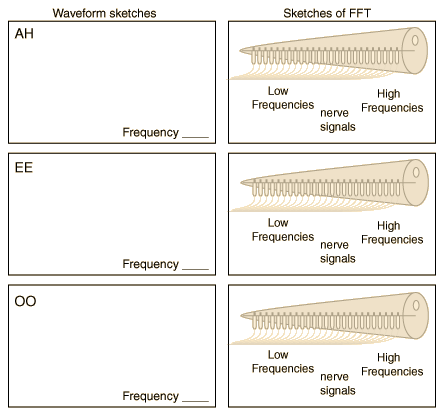 Waveform sketches
Sketches of FFT
AH
Frequency ____
Low
Frequencies
nerve
signals
High
Frequencies
EE
Frequency ____
Low
Frequencies
nerve
signals
High
Frequencies
OO
Frequency ____
Low
Frequencies
nerve
signals
High
Frequencies